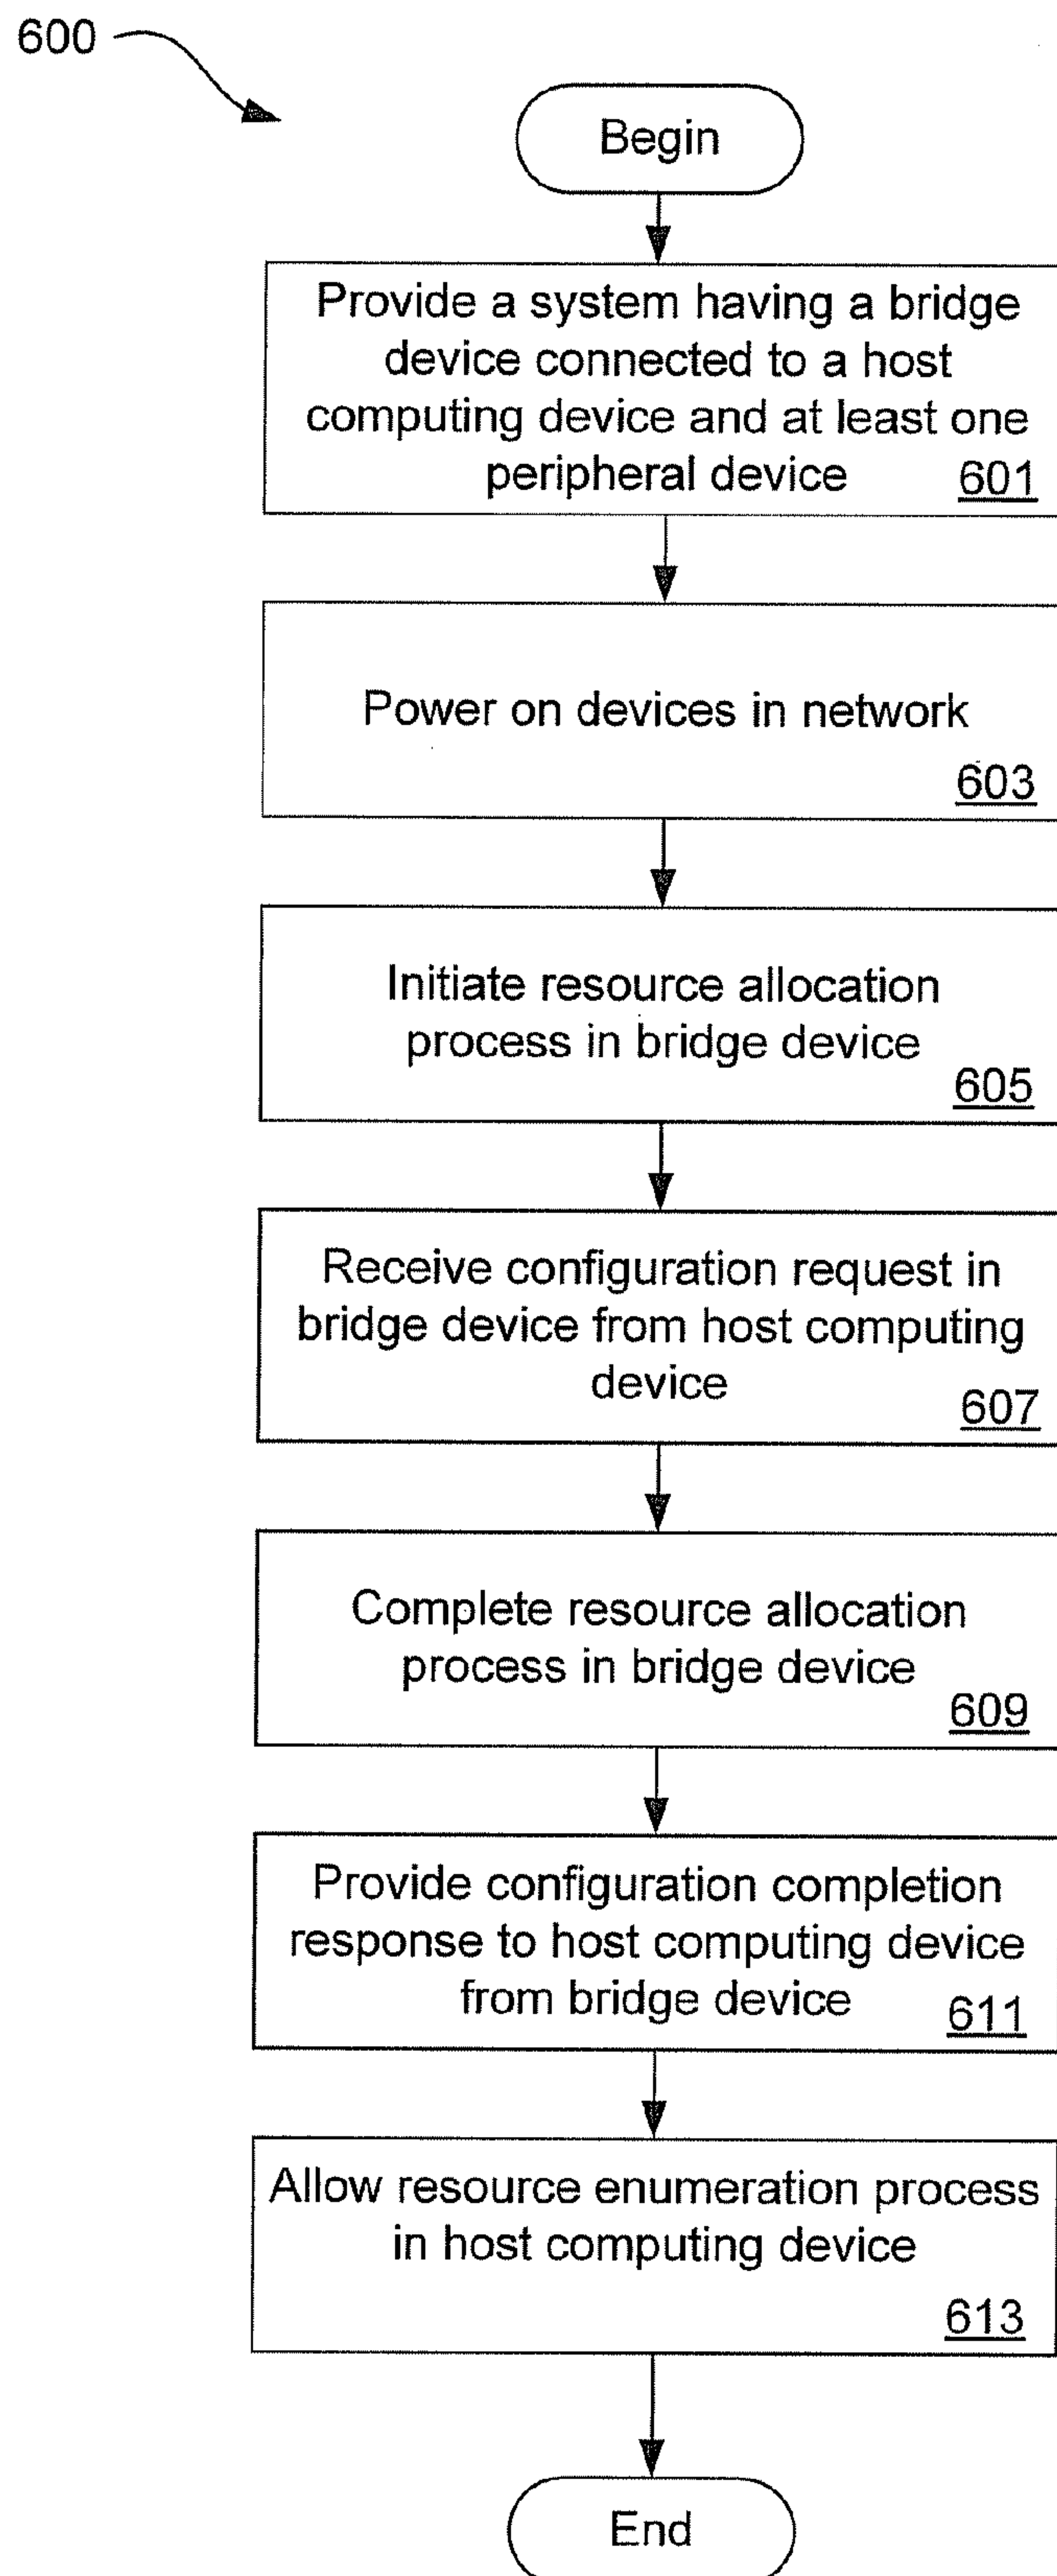 600
Begin
Provide a system having a bridge
device connected to a host
computing device and at least one
peripheral device 601
Power on devices in network
603
Initiate resource allocation
process in bridge device
605
Receive configuration request in
bridge device from host computing
device
607
Complete resource allocation
process in bridge device
609
Provide configuration completion
response to host computing device
from bridge device 611
Allow resource enumeration process
in host computing device
613
End